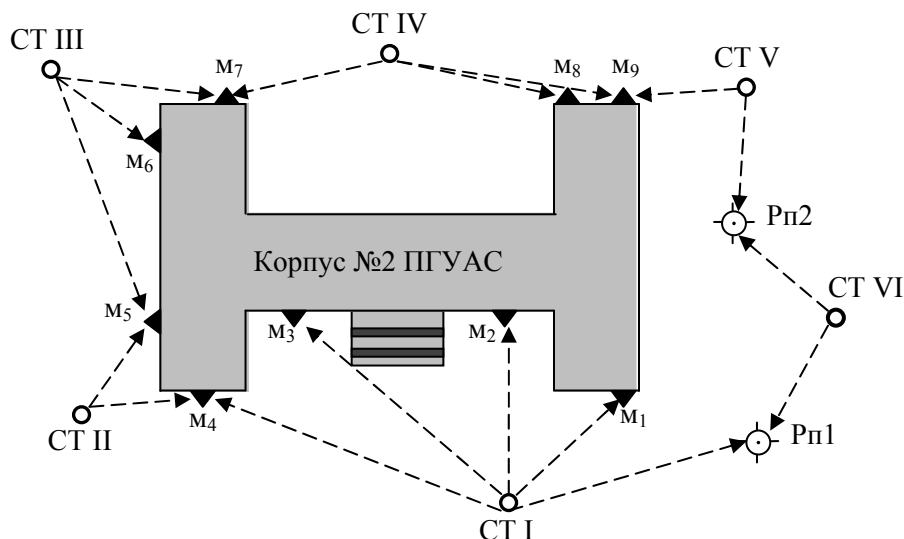 СТ III
СТ IV
СТ V
м₇
м₈
м₉
м₆
Рп2
Корпус №2 ПГУАС
СТ VI
м₅
м₃
м₂
СТ II
м₄
м₁
Рп1
СТ I